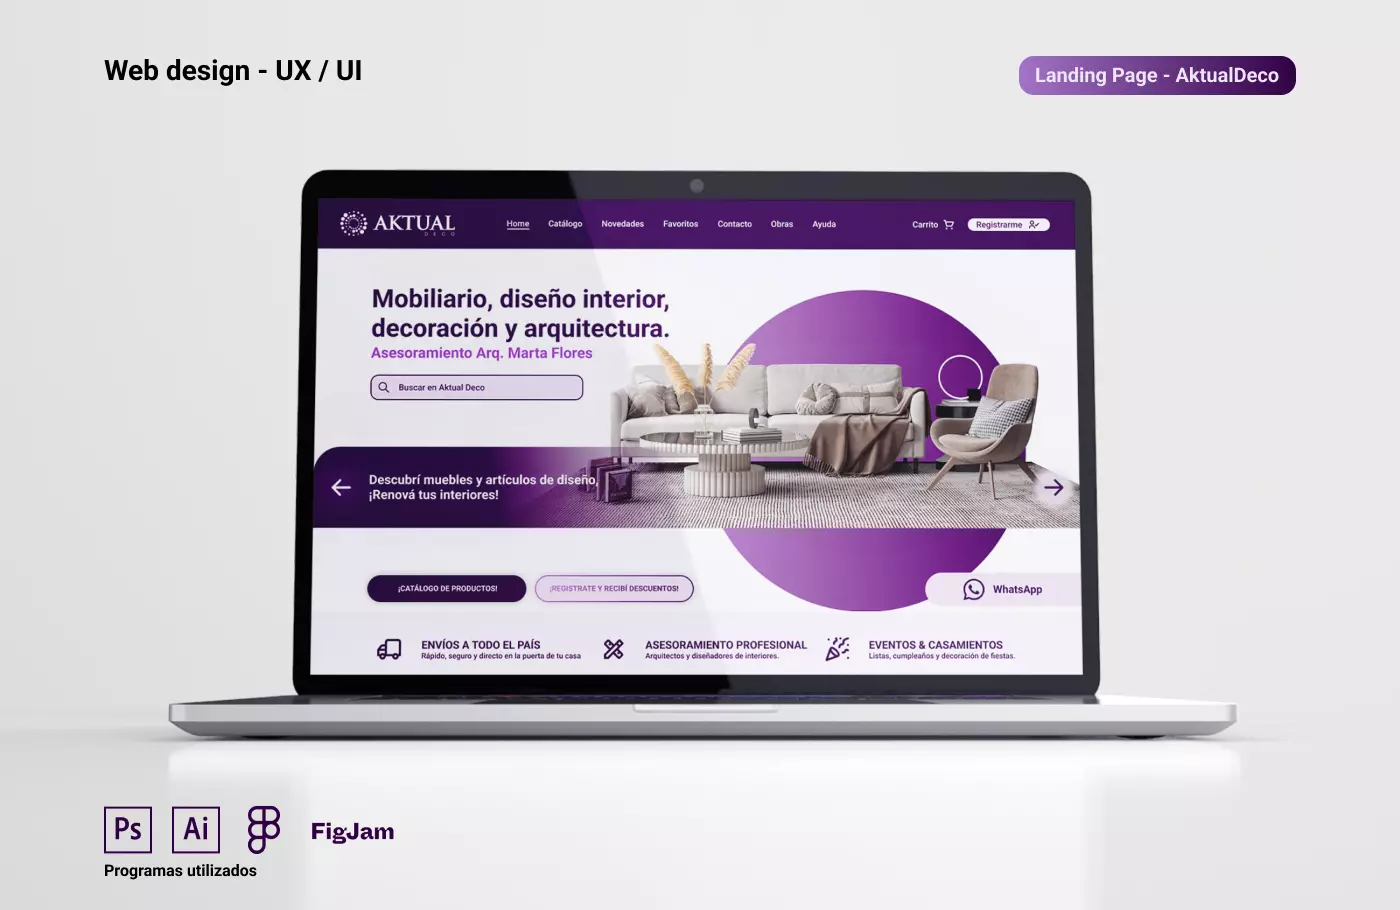 Web design - UX / UI
Landing Page - AktualDeco
AKTUAL
DECO
Home Catálogo Novedades Favoritos Contacto Obras Ayuda Carrito Registrarme
Mobiliario, diseño interior,
decoración y arquitectura.
Asesoramiento Arq. Marta Flores
Buscar en Aktual Deco
Descubrí muebles y artículos de diseño,
¡Renová tus interiores!
¡CATÁLOGO DE PRODUCTOS!
¡REGISTRATE Y RECIBÍ DESCUENTOS!
WhatsApp
ENVÍOS A TODO EL PAÍS
Rápido, seguro y directo en la puerta de tu casa
ASESORAMIENTO PROFESIONAL
Arquitectos y diseñadores de interiores.
EVENTOS & CASAMIENTOS
Listas, cumpleaños y decoración de fiestas.
Ps Ai FigJam
Programas utilizados